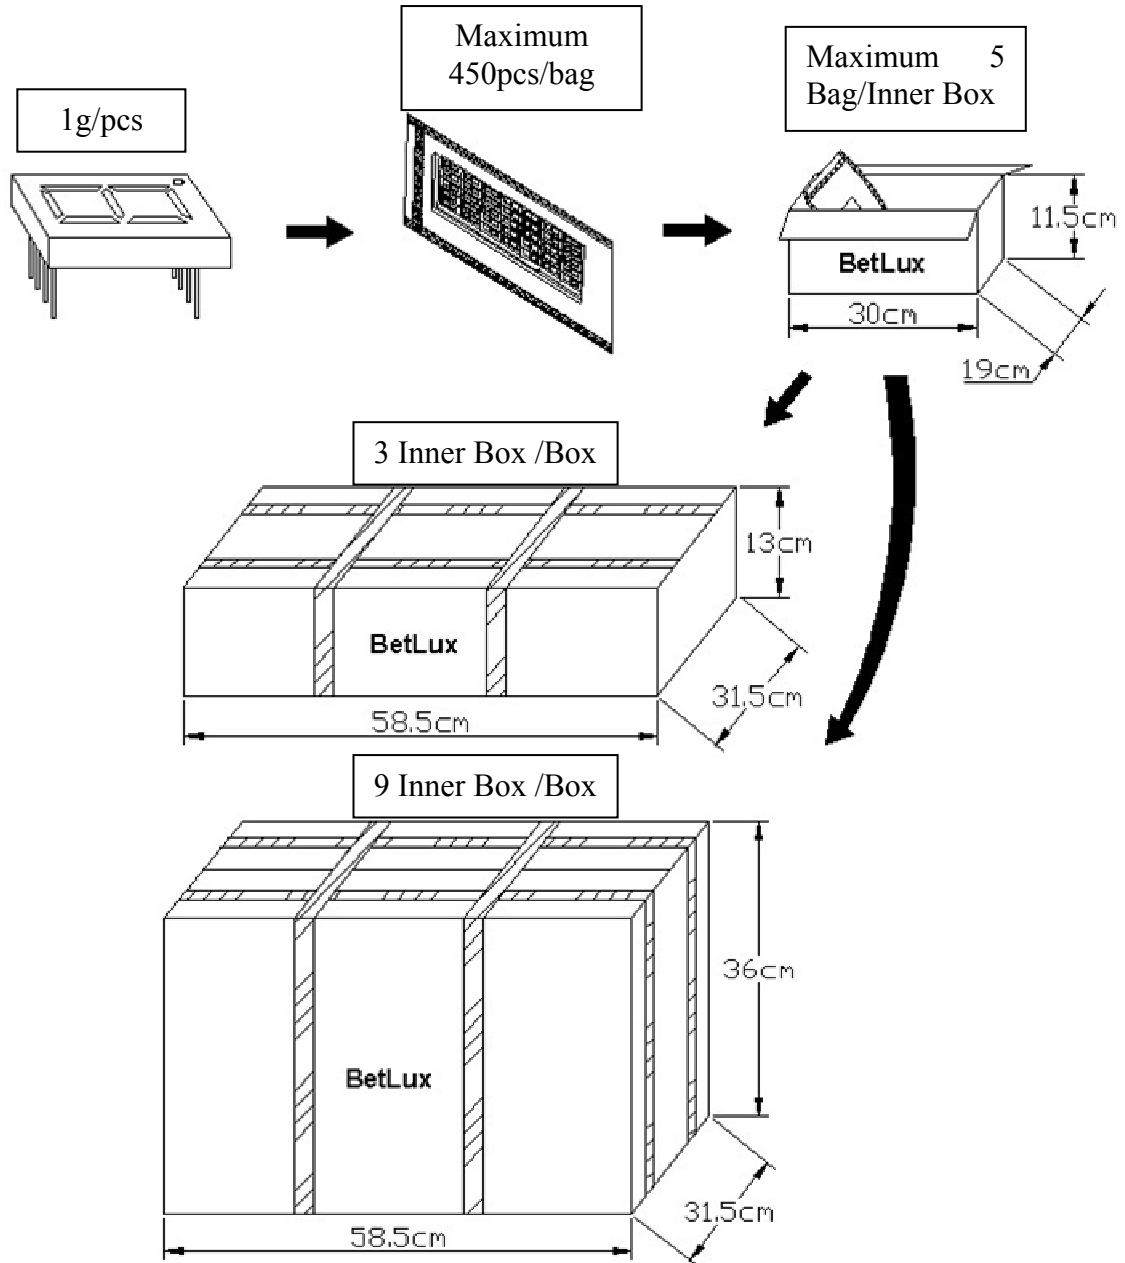 1g/pcs
Maximum
450pcs/bag
Maximum 5
Bag/Inner Box
BetLux
11.5cm
30cm
19cm
3 Inner Box /Box
BetLux
13cm
31.5cm
58.5cm
9 Inner Box /Box
BetLux
36cm
31.5cm
58.5cm